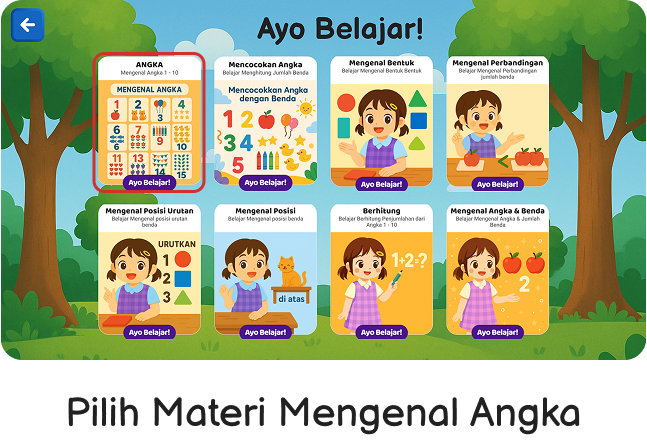 Ayo Belajar!
ANGKA
Mengenal Angka 1 - 10
MENGENAL ANGKA
1 2 3 4
6 7 9
5 8 10
11 13 14
12 15
Ayo Belajar!
Mencocokan Angka
Belajar Menghitung Jumlah Benda
Mencocokkan Angka
dengan Benda
1 2
3 4
5
Ayo Belajar!
Mengenal Bentuk
Belajar Mengenal Bentuk Bentuk
Ayo Belajar!
Mengenal Perbandingan
Belajar Mengenal Perbandingan
jumlah benda
<
Ayo Belajar!
Mengenal Posisi Urutan
Belajar Mengenal posisi urutan
benda
URUTKAN
1
2
3
Ayo Belajar!
Mengenal Posisi
Belajar Mengenal posisi benda
di atas
Ayo Belajar!
Berhitung
Belajar Berhitung Penjumlahan dari
Angka 1 - 10
1+2=?
Ayo Belajar!
Mengenal Angka & Benda
Belajar Mengenal Angka & Jumlah
Benda
2
Ayo Belajar!
Pilih Materi Mengenal Angka